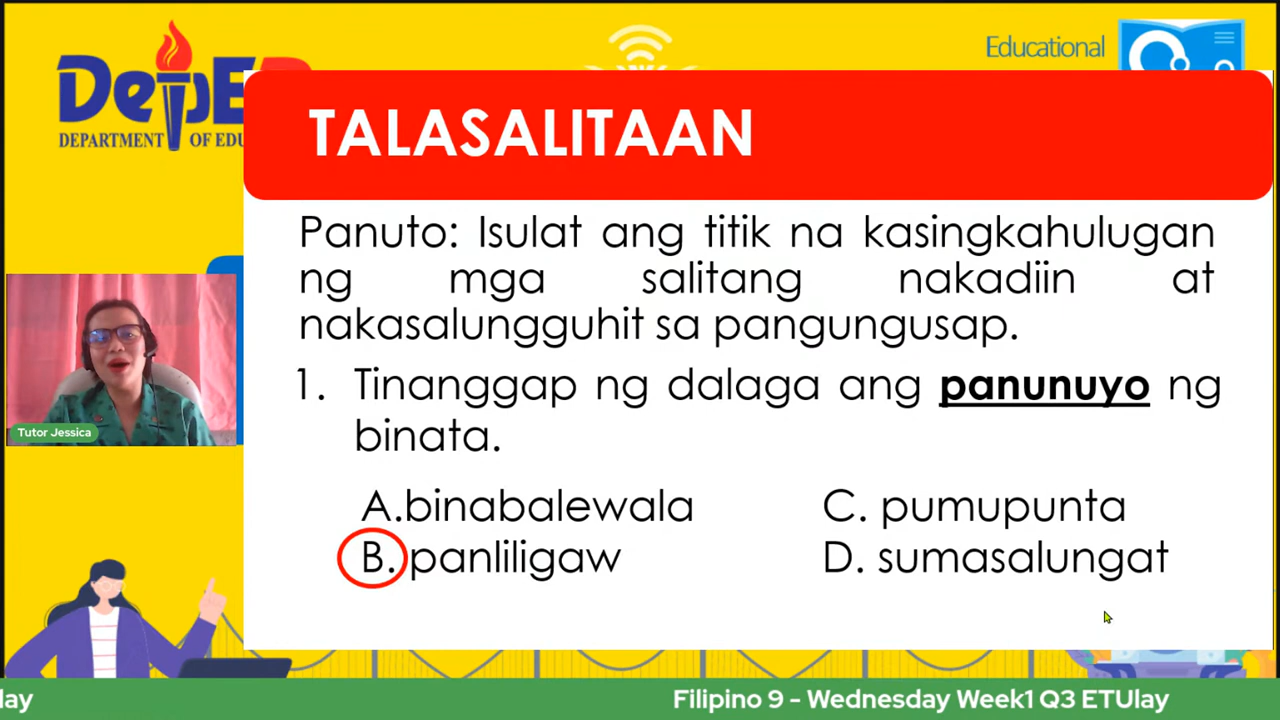 DepED
DEPARTMENT OF EDU
Educational
TALASALITAAN
Panuto: Isulat ang titik na kasingkahulugan
ng mga salitang nakadiin at
nakasalungguhit sa pangungusap.
1. Tinanggap ng dalaga ang panunuyo ng
binata.
A.binabalewala
C. pumupunta
B. panliligaw
D. sumasalungat
Tutor Jessica
lay
Filipino 9 - Wednesday Week1 Q3 ETUlay